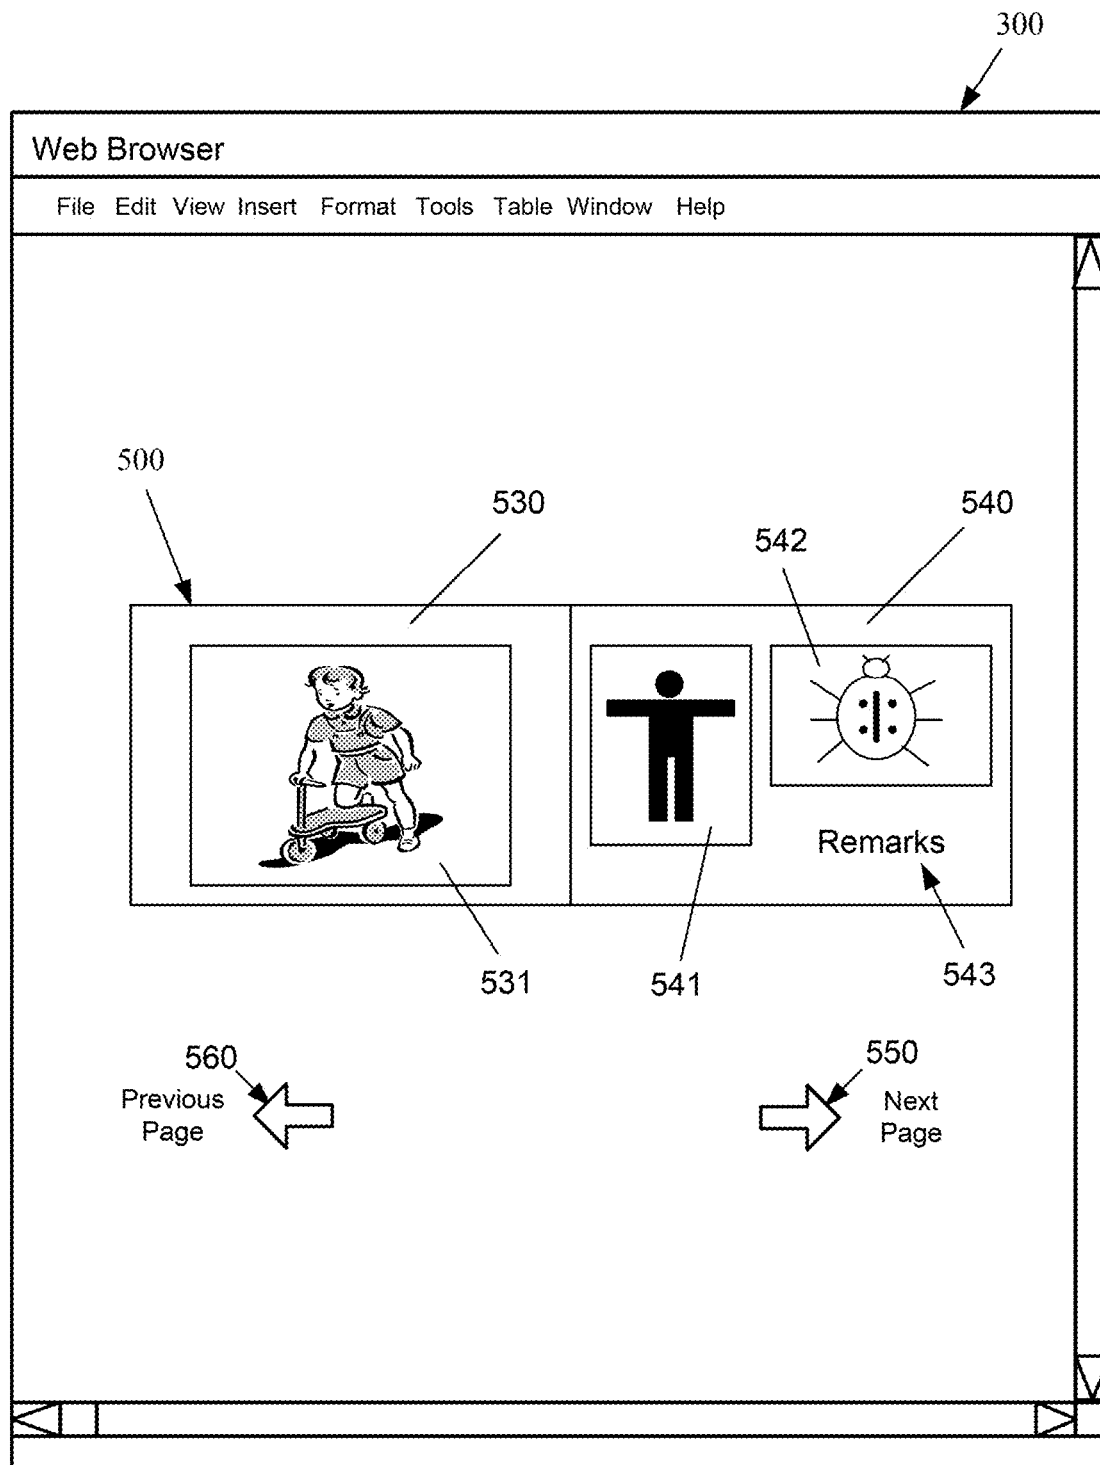 300
Web Browser
File Edit View Insert Format Tools Table Window Help
500
530
540
542
Remarks
531
541
543
560
550
Previous
Page
Next
Page